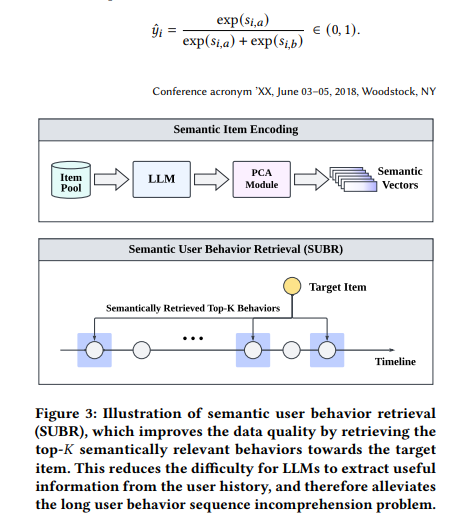 ŷᵢ = exp(sᵢ,ₐ) / (exp(sᵢ,ₐ) + exp(sᵢ,b)) ∈ (0, 1).
Conference acronym 'XX, June 03–05, 2018, Woodstock, NY
Semantic Item Encoding
Item Pool
LLM
PCA Module
Semantic Vectors
Semantic User Behavior Retrieval (SUBR)
Target Item
Semantically Retrieved Top-K Behaviors
•••
Timeline
Figure 3: Illustration of semantic user behavior retrieval
(SUBR), which improves the data quality by retrieving the
top-K semantically relevant behaviors towards the target
item. This reduces the difficulty for LLMs to extract useful
information from the user history, and therefore alleviates
the long user behavior sequence incomprehension problem.